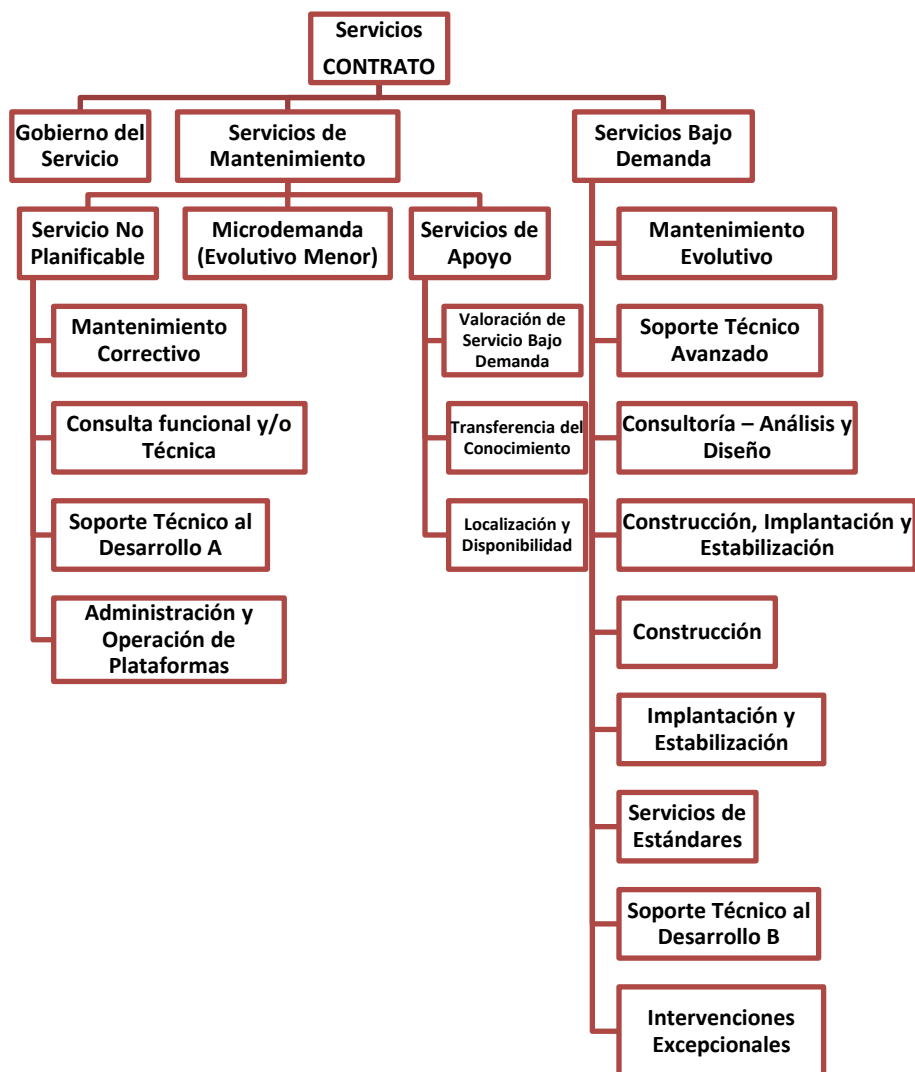 Servicios
CONTRATO
Gobierno del
Servicio
Servicios de
Mantenimiento
Servicios Bajo
Demanda
Servicio No
Planificable
Microdemanda
(Evolutivo Menor)
Servicios de
Apoyo
Mantenimiento
Correctivo
Consulta funcional y/o
Técnica
Soporte Técnico al
Desarrollo A
Administración y
Operación de
Plataformas
Valoración de
Servicio Bajo
Demanda
Transferencia del
Conocimiento
Localización y
Disponibilidad
Mantenimiento
Evolutivo
Soporte Técnico
Avanzado
Consultoría – Análisis y
Diseño
Construcción, Implantación y
Estabilización
Construcción
Implantación y
Estabilización
Servicios de
Estándares
Soporte Técnico al
Desarrollo B
Intervenciones
Excepcionales